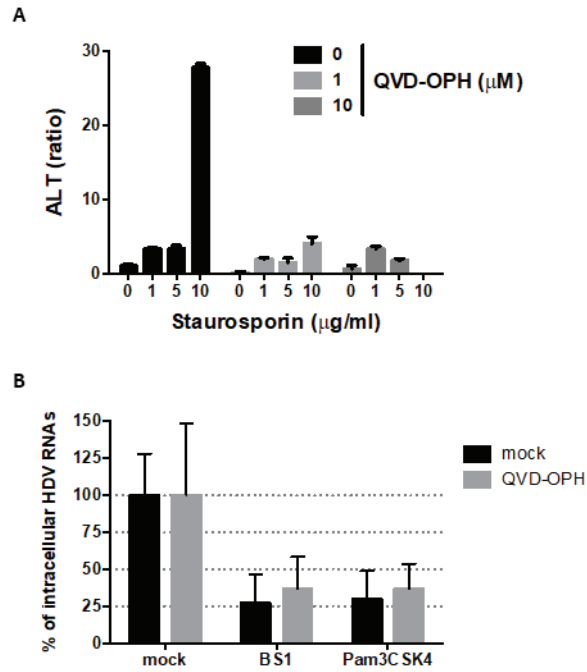 A
ALT (ratio)
30
20
10
0
0
1
10
QVD-OPH (μM)
0 1 5 10 0 1 5 10 0 1 5 10
Staurosporin (μg/ml)
B
% of intracellular HDV RNAs
150
125
100
75
50
25
0
mock
QVD-OPH
mock BS1 Pam3CSK4